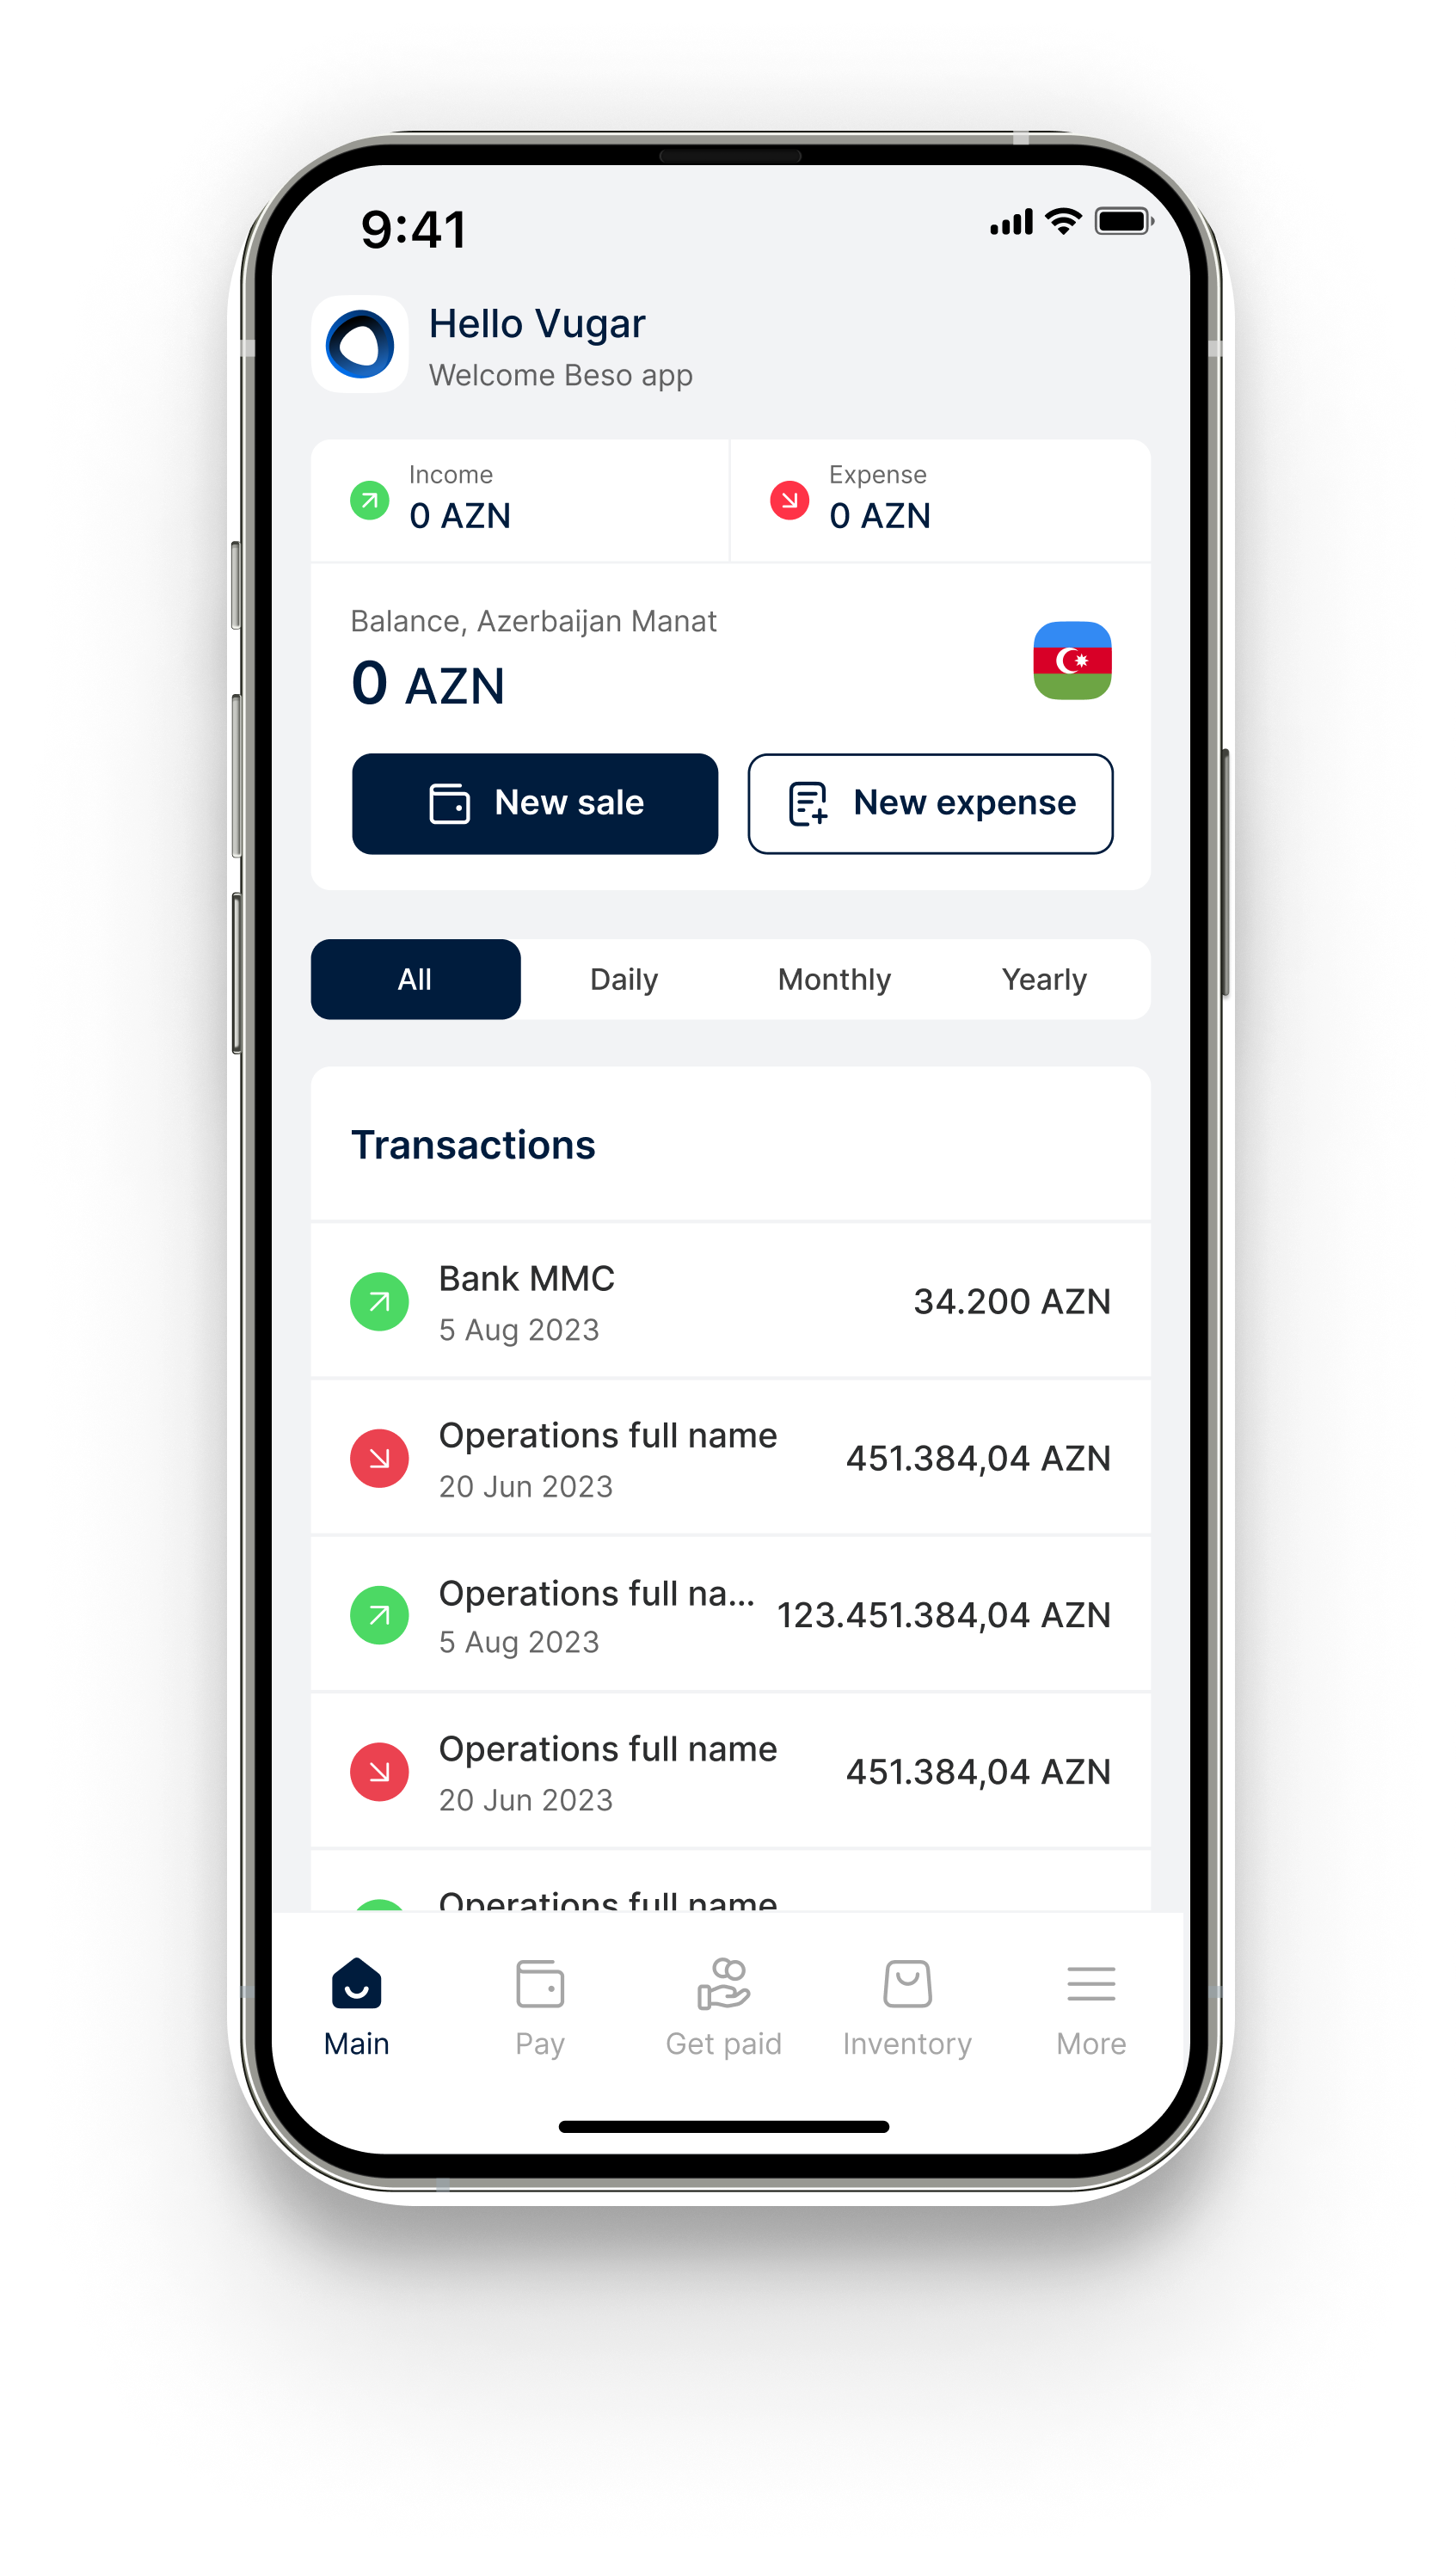 9:41
Hello Vugar
Welcome Beso app
Income
0 AZN
Expense
0 AZN
Balance, Azerbaijan Manat
0 AZN
New sale
New expense
All
Daily
Monthly
Yearly
Transactions
Bank MMC
34.200 AZN
5 Aug 2023
Operations full name
451.384,04 AZN
20 Jun 2023
Operations full na...
123.451.384,04 AZN
5 Aug 2023
Operations full name
451.384,04 AZN
20 Jun 2023
Operations full name
Main
Pay
Get paid
Inventory
More